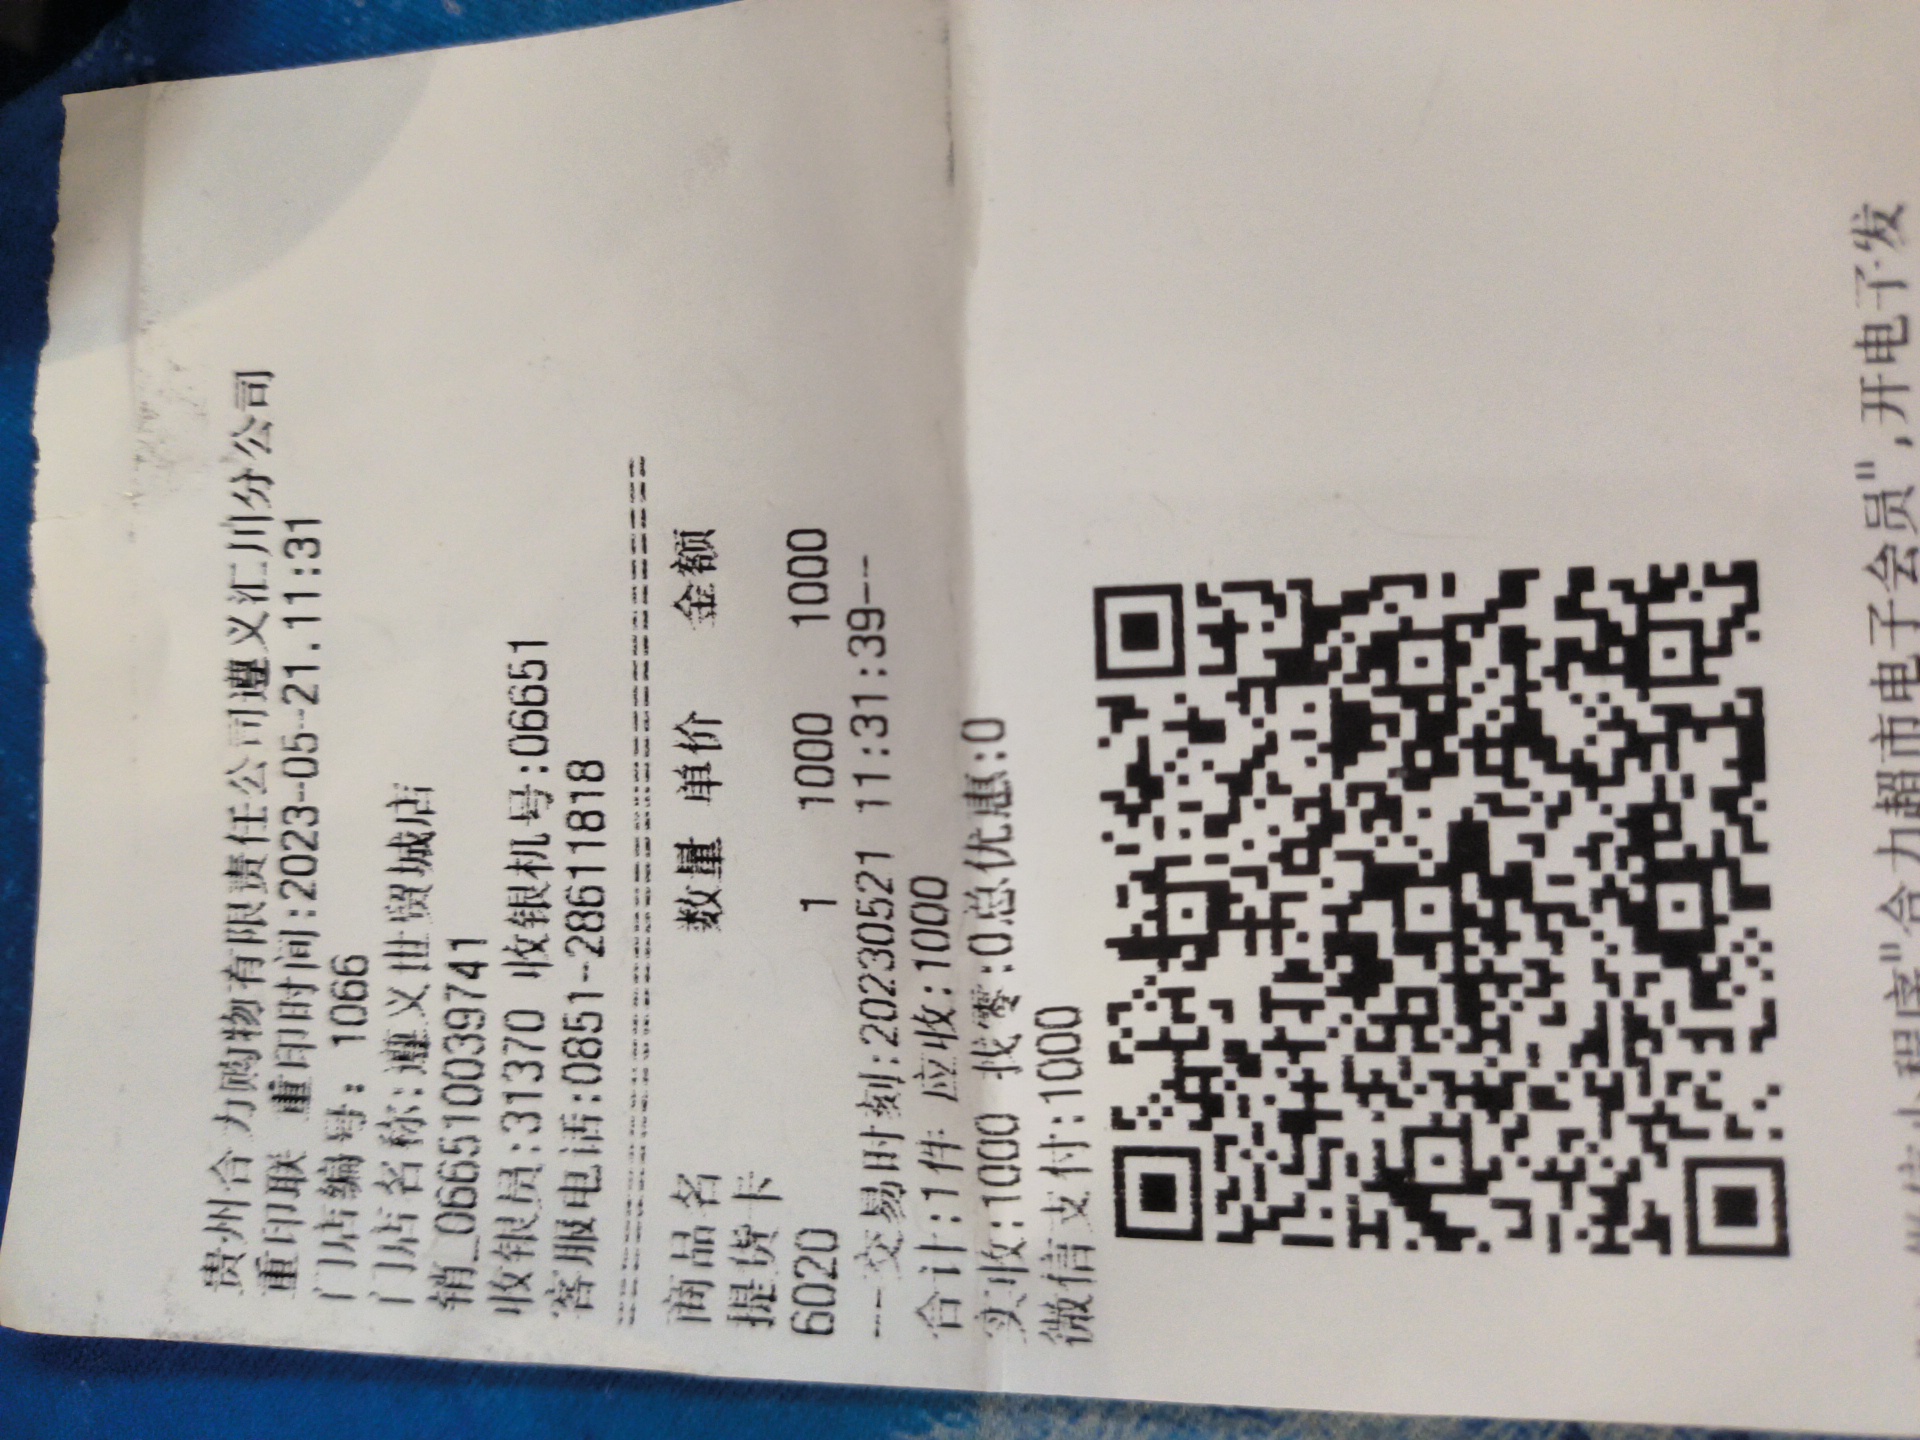 贵州合力购物有限责任公司遵义汇川分公司
重印联 重印时间:2023-05-21.11:31
门店编号: 1066
门店名称:遵义世贸城店
销_066510039741
收银员:31370 收银机号:06651
客服电话:0851-28611818
================================
商品名 数量 单价 金额
提货卡
6020 1 1000 1000
---交易时刻:20230521 11:31:39--
合计:1件 应收:1000
实收:1000 找零:0总优惠:0
微信支付:1000
微信小程序"合力超市电子会员",开电子发